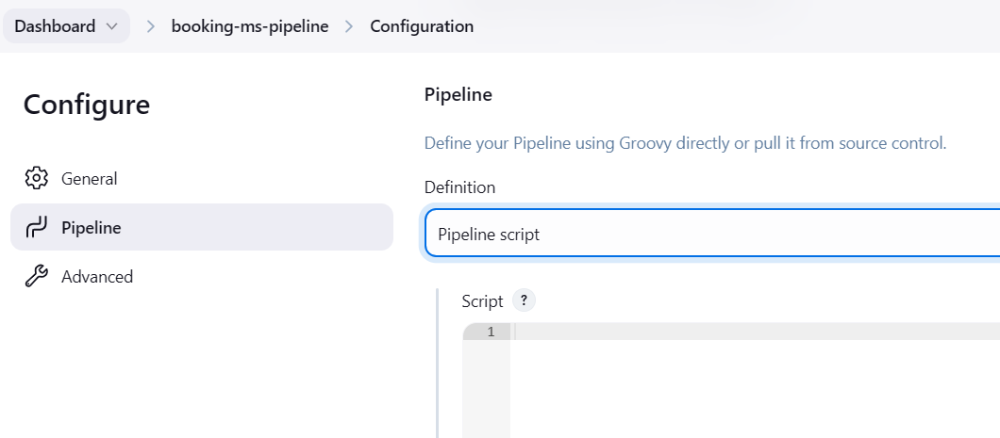 Dashboard > booking-ms-pipeline > Configuration
Configure
General
Pipeline
Advanced
Pipeline
Define your Pipeline using Groovy directly or pull it from source control.
Definition
Pipeline script
Script ?
1